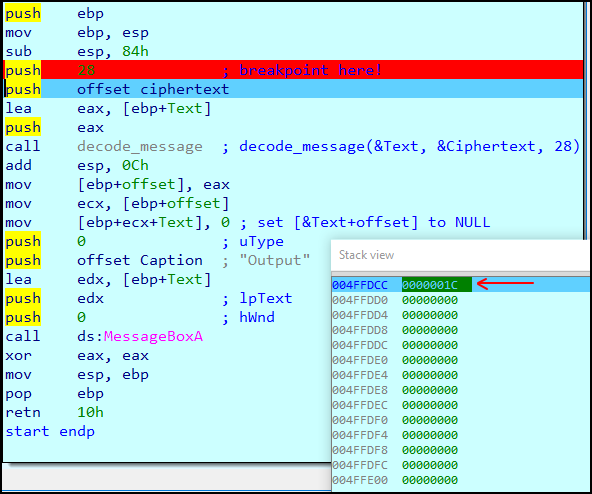 push ebp
mov ebp, esp
sub esp, 84h
push 28 ; breakpoint here!
push offset ciphertext
lea eax, [ebp+Text]
push eax
call decode_message ; decode_message(&Text, &Ciphertext, 28)
add esp, 0Ch
mov [ebp+offset], eax
mov ecx, [ebp+offset]
mov [ebp+ecx+Text], 0 ; set [&Text+offset] to NULL
push 0 ; uType
push offset Caption ; "Output"
lea edx, [ebp+Text]
push edx ; lpText
push 0 ; hWnd
call ds:MessageBoxA
xor eax, eax
mov esp, ebp
pop ebp
retn 10h
start endp
Stack view
004FFDCC 0000001C
004FFDD0 00000000
004FFDD4 00000000
004FFDD8 00000000
004FFDDC 00000000
004FFDE0 00000000
004FFDE4 00000000
004FFDE8 00000000
004FFDEC 00000000
004FFDF0 00000000
004FFDF4 00000000
004FFDF8 00000000
004FFDFC 00000000
004FFE00 00000000